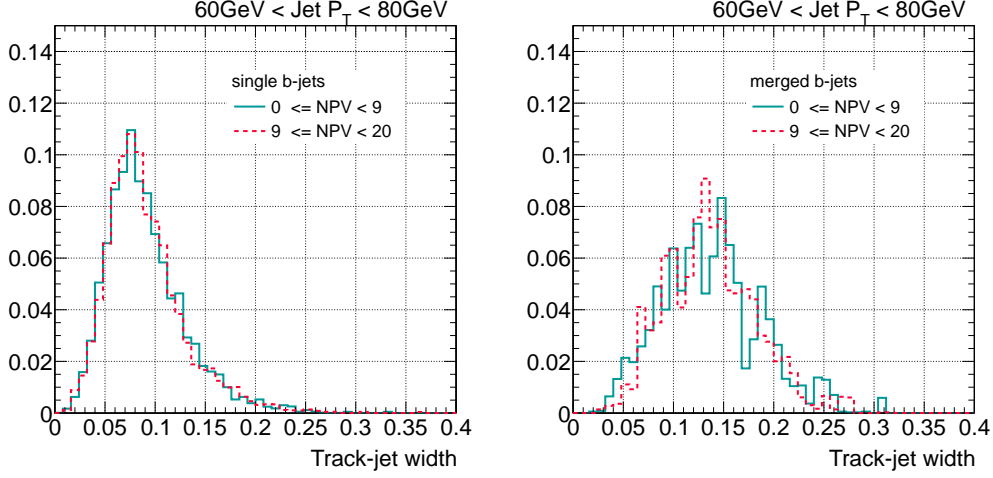 60GeV < Jet P_T < 80GeV
0.14
0.12
0.1
0.08
0.06
0.04
0.02
0
single b-jets
0 <= NPV < 9
9 <= NPV < 20
0 0.05 0.1 0.15 0.2 0.25 0.3 0.35 0.4
Track-jet width
60GeV < Jet P_T < 80GeV
0.14
0.12
0.1
0.08
0.06
0.04
0.02
0
merged b-jets
0 <= NPV < 9
9 <= NPV < 20
0 0.05 0.1 0.15 0.2 0.25 0.3 0.35 0.4
Track-jet width